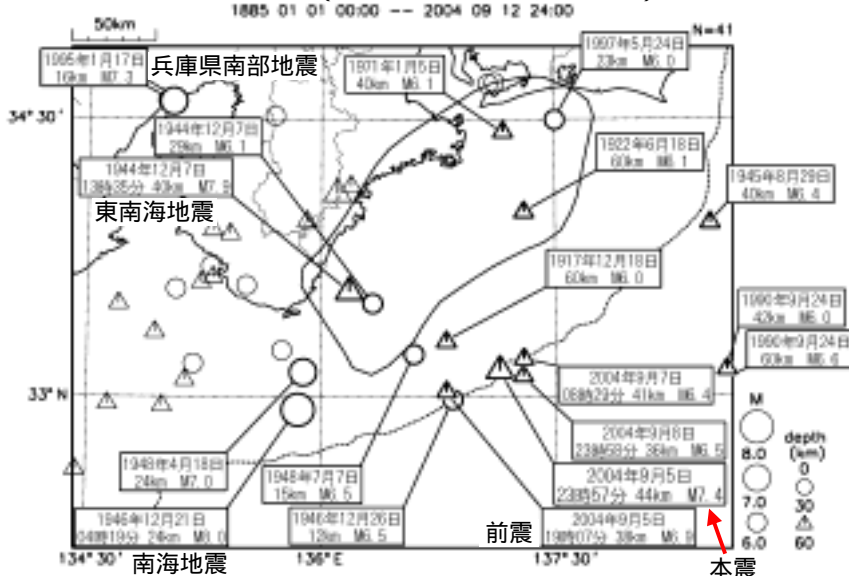 1885 01 01 00:00 -- 2004 09 12 24:00
50km
N=41
1995年1月17日
16km M7.3
兵庫県南部地震
1971年1月5日
40km M6.1
1997年5月24日
23km M6.0
34°30'
1944年12月7日
29km M6.1
1922年6月18日
60km M6.1
1944年12月7日
13時35分 40km M7.9
東南海地震
1945年8月29日
40km M6.4
1917年12月18日
60km M6.0
1990年9月24日
42km M6.0
1990年9月24日
60km M6.6
33°N
2004年9月7日
08時29分 41km M6.4
2004年9月8日
23時58分 36km M6.5
1948年4月18日
24km M7.0
1948年7月7日
15km M6.5
2004年9月5日
23時57分 44km M7.4
1946年12月21日
04時19分 24km M8.0
1946年12月26日
12km M6.5
前震
2004年9月5日
19時07分 38km M6.9
M
8.0
7.0
6.0
depth
(km)
0
30
60
134°30'
南海地震
136°E
137°30'
本震